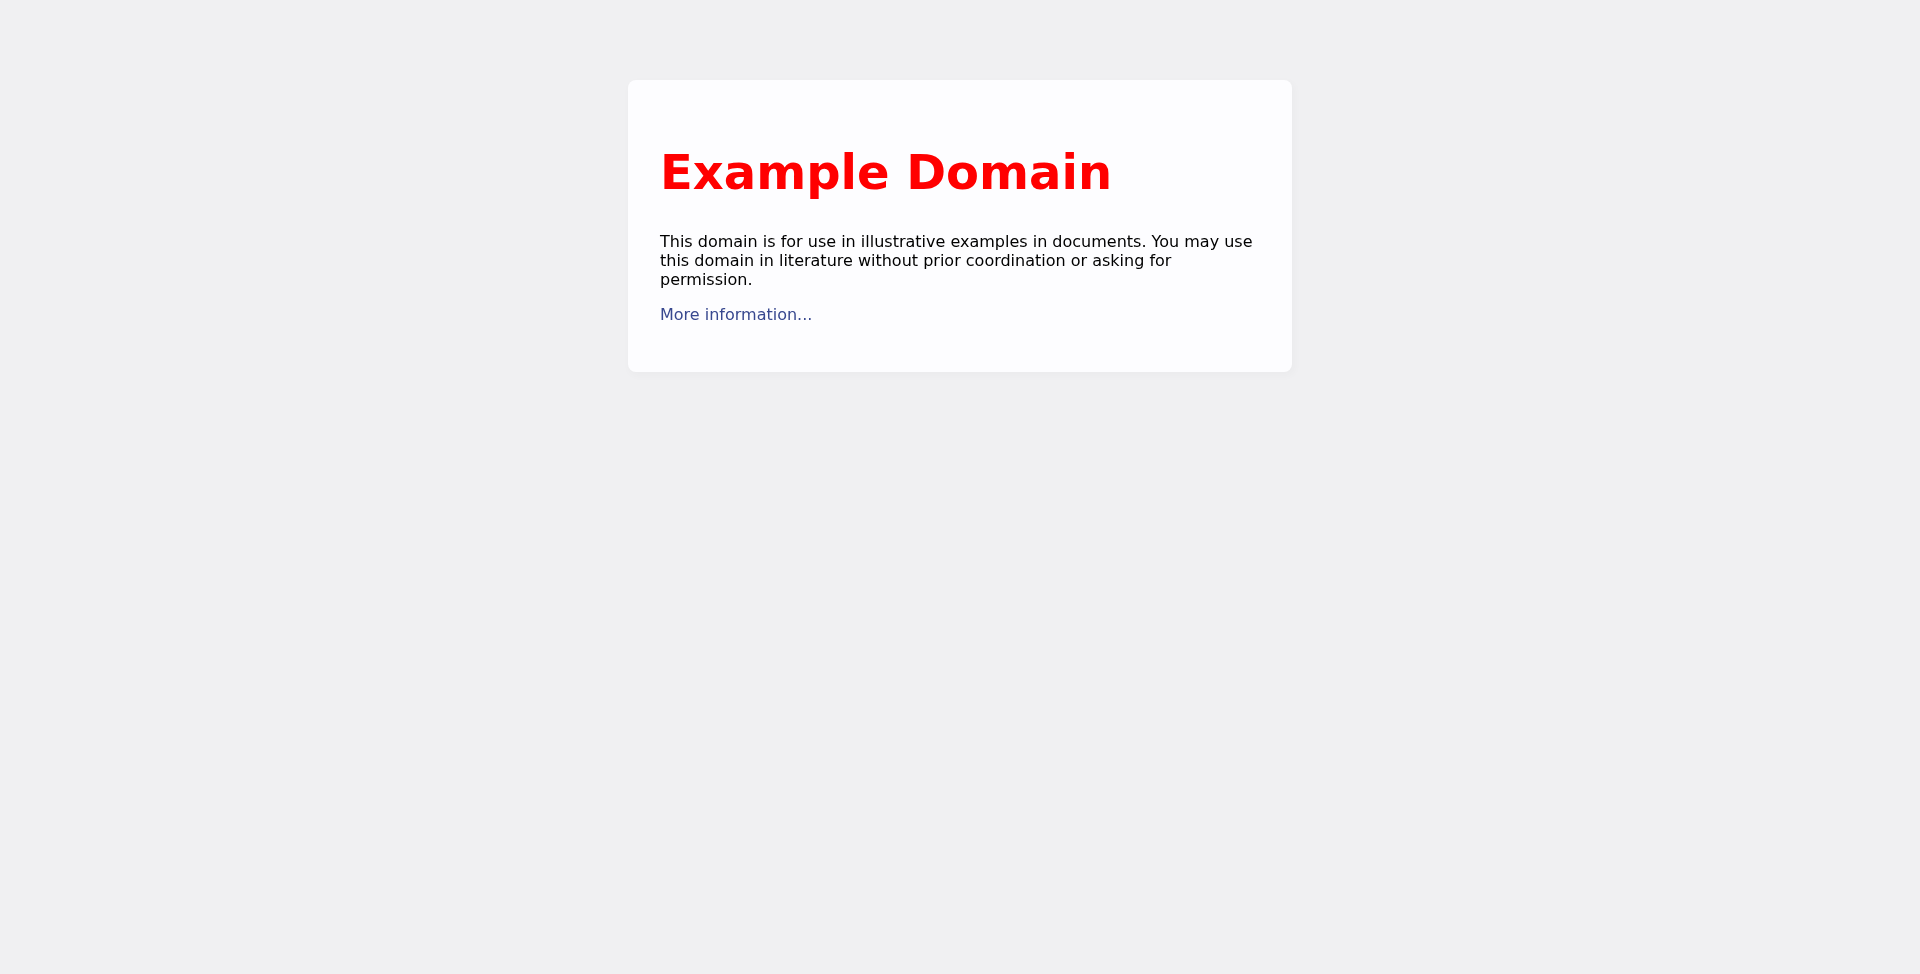 Example Domain
This domain is for use in illustrative examples in documents. You may use
this domain in literature without prior coordination or asking for
permission.
More information...